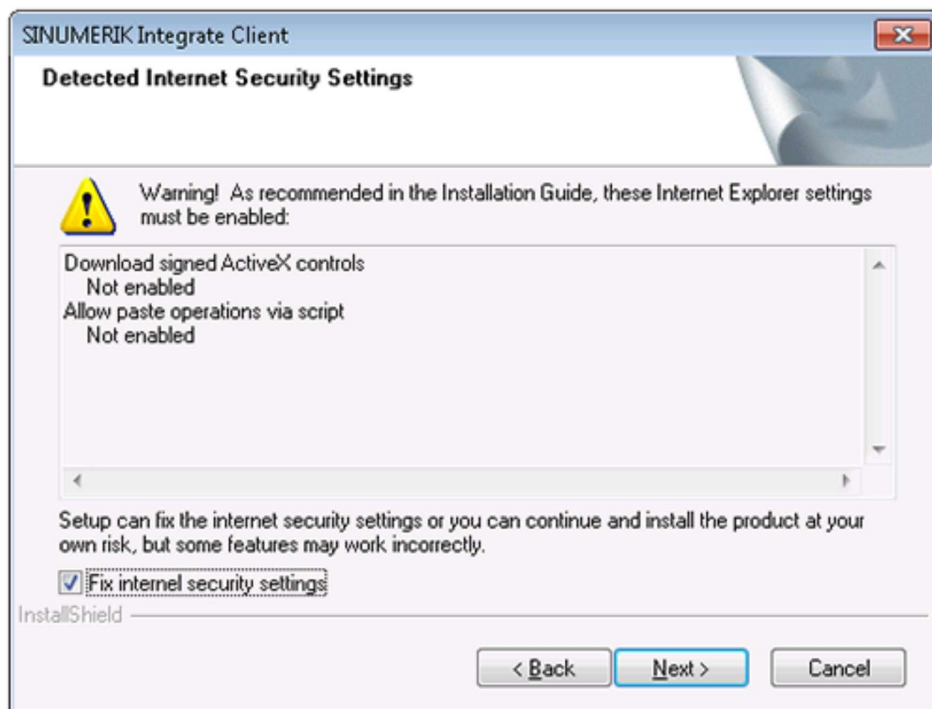 SINUMERIK Integrate Client
Detected Internet Security Settings
Warning! As recommended in the Installation Guide, these Internet Explorer settings
must be enabled:
Download signed ActiveX controls
Not enabled
Allow paste operations via script
Not enabled
Setup can fix the internet security settings or you can continue and install the product at your
own risk, but some features may work incorrectly.
Fix internel security settings
InstallShield
< Back
Next >
Cancel